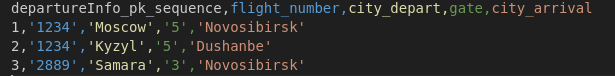 departureInfo_pk_sequence,flight_number,city_depart,gate,city_arrival
1,'1234','Moscow','5','Novosibirsk'
2,'1234','Kyzyl','5','Dushanbe'
3,'2889','Samara','3','Novosibirsk'